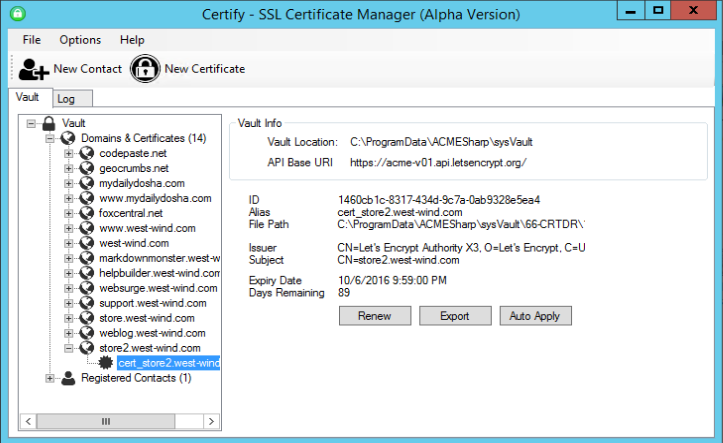 Certify - SSL Certificate Manager (Alpha Version)
File Options Help
New Contact New Certificate
Vault Log
Vault
Domains & Certificates (14)
codepaste.net
geocrumbs.net
mydailydosha.com
www.mydailydosha.com
foxcentral.net
www.west-wind.com
west-wind.com
markdownmonster.west-w
helpbuilder.west-wind.com
websurge.west-wind.com
support.west-wind.com
store.west-wind.com
weblog.west-wind.com
store2.west-wind.com
cert_store2.west-wind
Registered Contacts (1)
Vault Info
Vault Location: C:\ProgramData\ACMESharp\sysVault
API Base URI https://acme-v01.api.letsencrypt.org/
ID 1460cb1c-8317-434d-9c7a-0ab9328e5ea4
Alias cert_store2.west-wind.com
File Path C:\ProgramData\ACMESharp\sysVault\66-CRTDR\
Issuer CN=Let's Encrypt Authority X3, O=Let's Encrypt, C=U
Subject CN=store2.west-wind.com
Expiry Date 10/6/2016 9:59:00 PM
Days Remaining 89
Renew Export Auto Apply